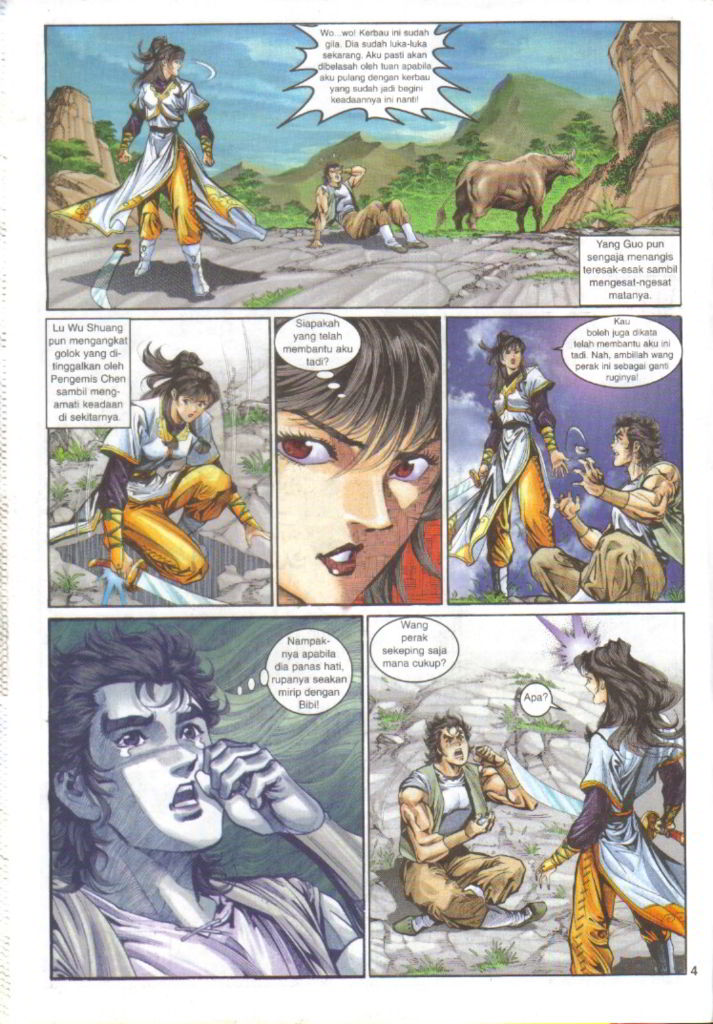 Wo...wo! Kerbau ini sudah
gila. Dia sudah luka-luka
sekarang. Aku pasti akan
dibelasah oleh tuan apabila
aku pulang dengan kerbau
yang sudah jadi begini
keadaannya ini nanti!
Yang Guo pun
sengaja menangis
teresak-esak sambil
mengesat-ngesat
matanya.
Lu Wu Shuang
pun mengangkat
golok yang di-
tinggalkan oleh
Pengemis Chen
sambil meng-
amati keadaan
di sekitarnya.
Siapakah
yang telah
membantu aku
tadi?
Kau
boleh juga dikata
telah membantu aku ini
tadi. Nah, ambillah wang
perak ini sebagai ganti
ruginya!
Nampak-
nya apabila
dia panas hati,
rupanya seakan
mirip dengan
Bibi!
Wang
perak
sekeping saja
mana cukup?
Apa?
4